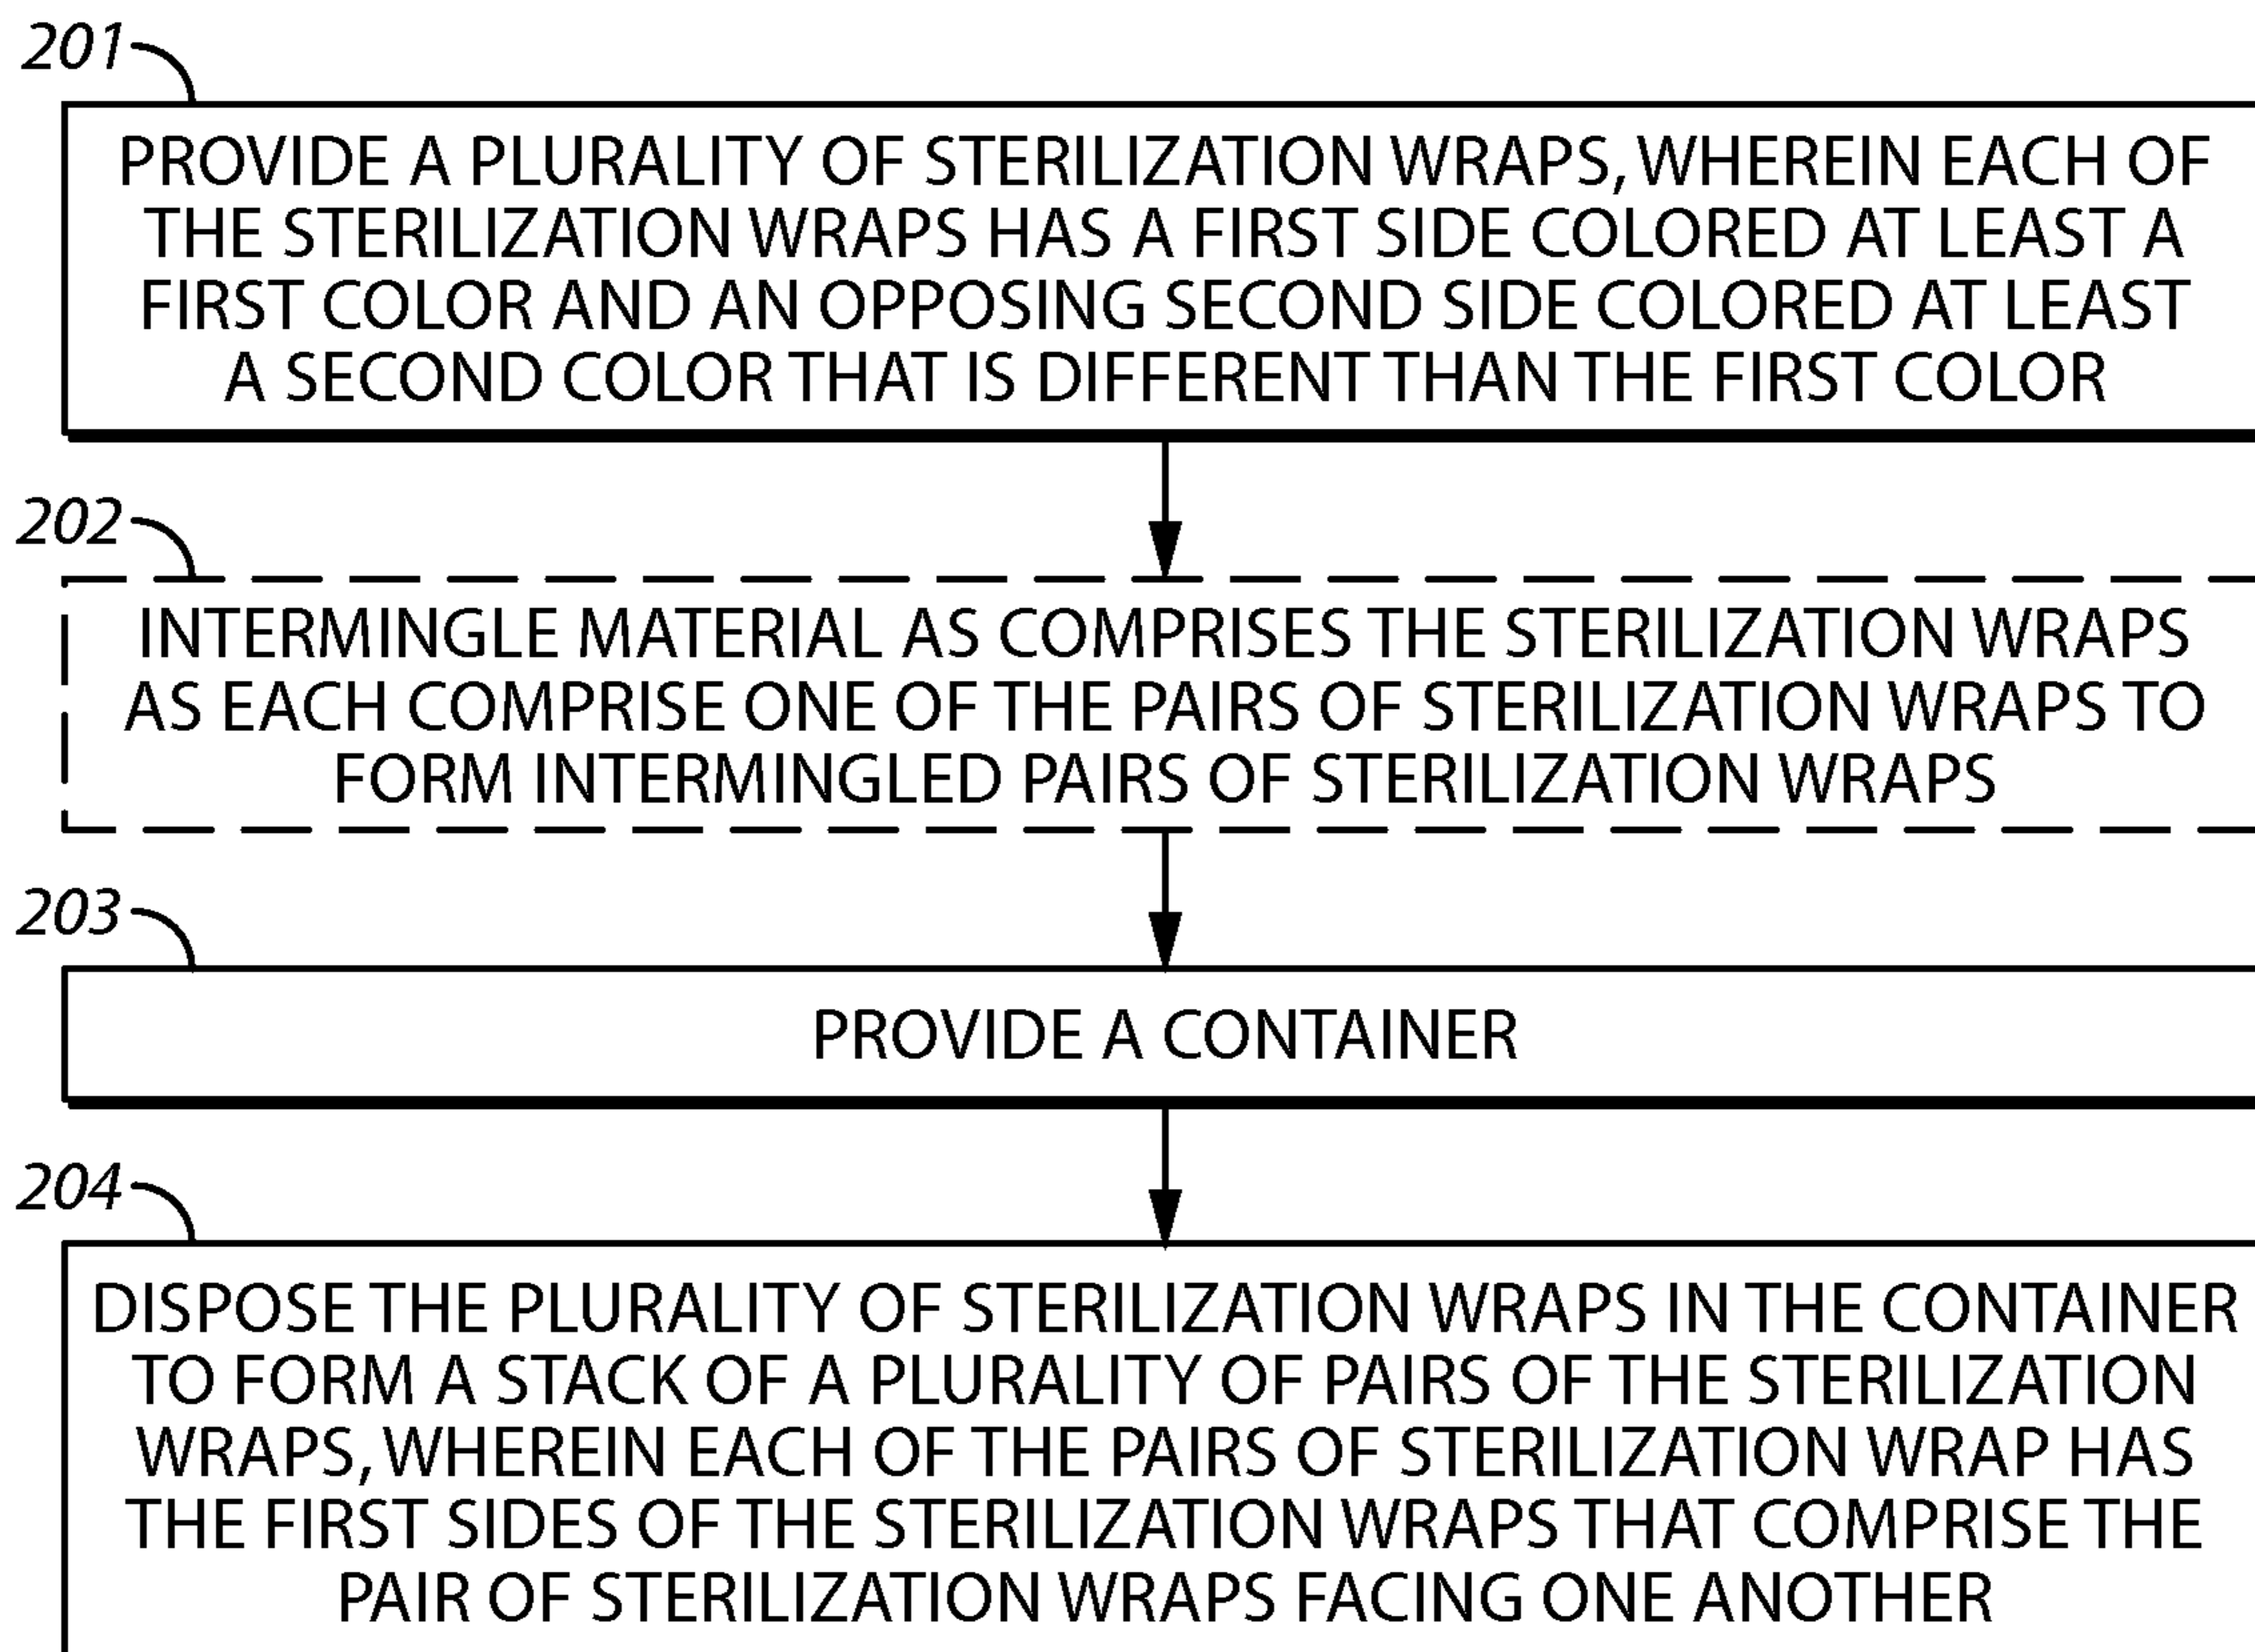 201
PROVIDE A PLURALITY OF STERILIZATION WRAPS, WHEREIN EACH OF
THE STERILIZATION WRAPS HAS A FIRST SIDE COLORED AT LEAST A
FIRST COLOR AND AN OPPOSING SECOND SIDE COLORED AT LEAST
A SECOND COLOR THAT IS DIFFERENT THAN THE FIRST COLOR
202
INTERMINGLE MATERIAL AS COMPRISES THE STERILIZATION WRAPS
AS EACH COMPRISE ONE OF THE PAIRS OF STERILIZATION WRAPS TO
FORM INTERMINGLED PAIRS OF STERILIZATION WRAPS
203
PROVIDE A CONTAINER
204
DISPOSE THE PLURALITY OF STERILIZATION WRAPS IN THE CONTAINER
TO FORM A STACK OF A PLURALITY OF PAIRS OF THE STERILIZATION
WRAPS, WHEREIN EACH OF THE PAIRS OF STERILIZATION WRAP HAS
THE FIRST SIDES OF THE STERILIZATION WRAPS THAT COMPRISE THE
PAIR OF STERILIZATION WRAPS FACING ONE ANOTHER